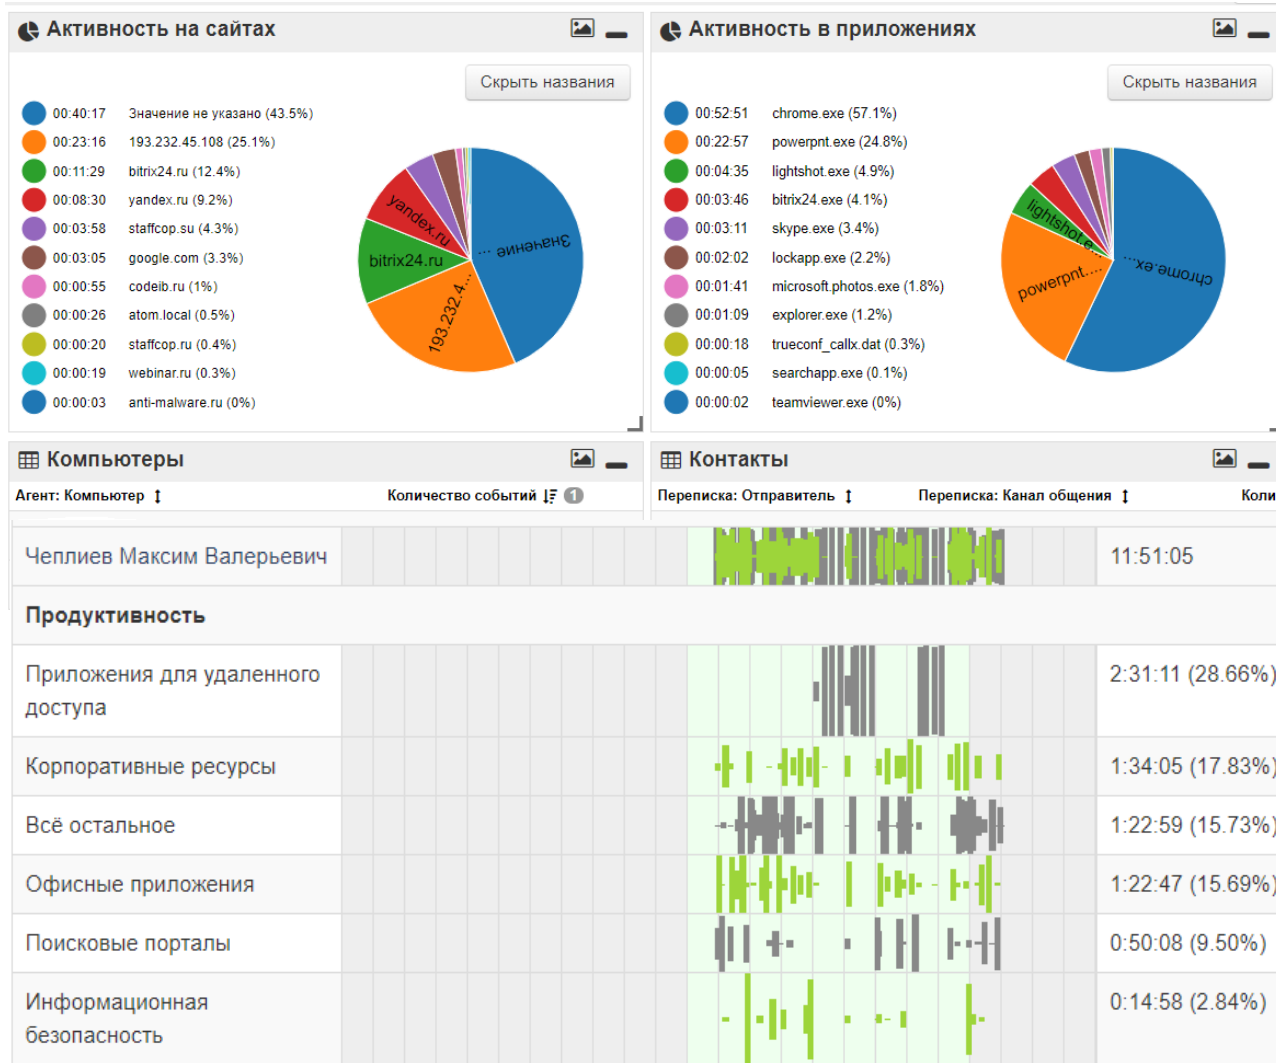 Активность на сайтах
Скрыть названия
00:40:17 Значение не указано (43.5%)
00:23:16 193.232.45.108 (25.1%)
00:11:29 bitrix24.ru (12.4%)
00:08:30 yandex.ru (9.2%)
00:03:58 staffcop.su (4.3%)
00:03:05 google.com (3.3%)
00:00:55 codeib.ru (1%)
00:00:26 atom.local (0.5%)
00:00:20 staffcop.ru (0.4%)
00:00:19 webinar.ru (0.3%)
00:00:03 anti-malware.ru (0%)
yandex.ru
Значение ...
bitrix24.ru
193.232.4...
Активность в приложениях
Скрыть названия
00:52:51 chrome.exe (57.1%)
00:22:57 powerpnt.exe (24.8%)
00:04:35 lightshot.exe (4.9%)
00:03:46 bitrix24.exe (4.1%)
00:03:11 skype.exe (3.4%)
00:02:02 lockapp.exe (2.2%)
00:01:41 microsoft.photos.exe (1.8%)
00:01:09 explorer.exe (1.2%)
00:00:18 trueconf_callx.dat (0.3%)
00:00:05 searchapp.exe (0.1%)
00:00:02 teamviewer.exe (0%)
lightshot.e...
chrome.ex...
powerpnt....
Компьютеры
Агент: Компьютер Количество событий 1
Контакты
Переписка: Отправитель Переписка: Канал общения Коли
Чеплиев Максим Валерьевич 11:51:05
Продуктивность
Приложения для удаленного 2:31:11 (28.66%)
доступа
Корпоративные ресурсы 1:34:05 (17.83%)
Всё остальное 1:22:59 (15.73%)
Офисные приложения 1:22:47 (15.69%)
Поисковые порталы 0:50:08 (9.50%)
Информационная 0:14:58 (2.84%)
безопасность